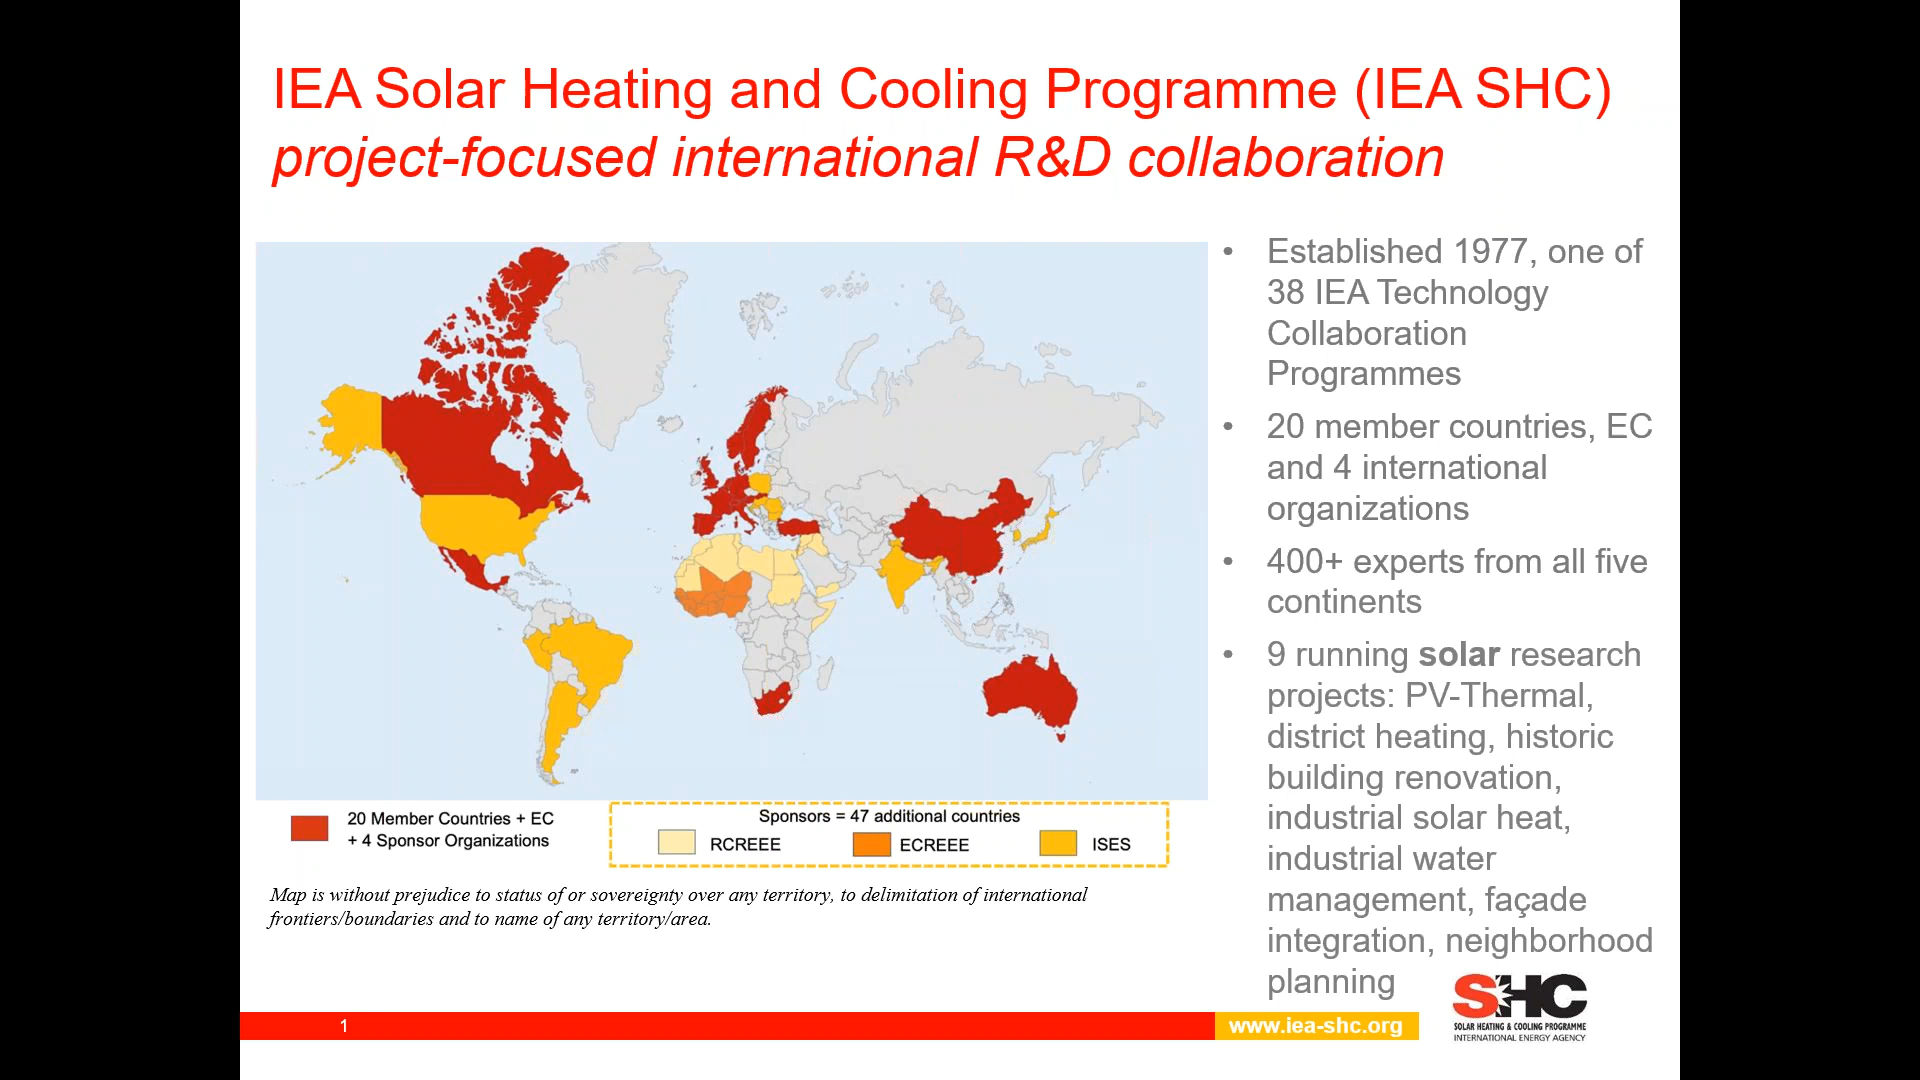 IEA Solar Heating and Cooling Programme (IEA SHC)
project-focused international R&D collaboration
• Established 1977, one of
38 IEA Technology
Collaboration
Programmes
• 20 member countries, EC
and 4 international
organizations
• 400+ experts from all five
continents
• 9 running solar research
projects: PV-Thermal,
district heating, historic
building renovation,
industrial solar heat,
industrial water
management, façade
integration, neighborhood
planning
20 Member Countries + EC
+ 4 Sponsor Organizations
Sponsors = 47 additional countries
RCREEE
ECREEE
ISES
Map is without prejudice to status of or sovereignty over any territory, to delimitation of international
frontiers/boundaries and to name of any territory/area.
1
www.iea-shc.org
SHC
SOLAR HEATING & COOLING PROGRAMME
INTERNATIONAL ENERGY AGENCY